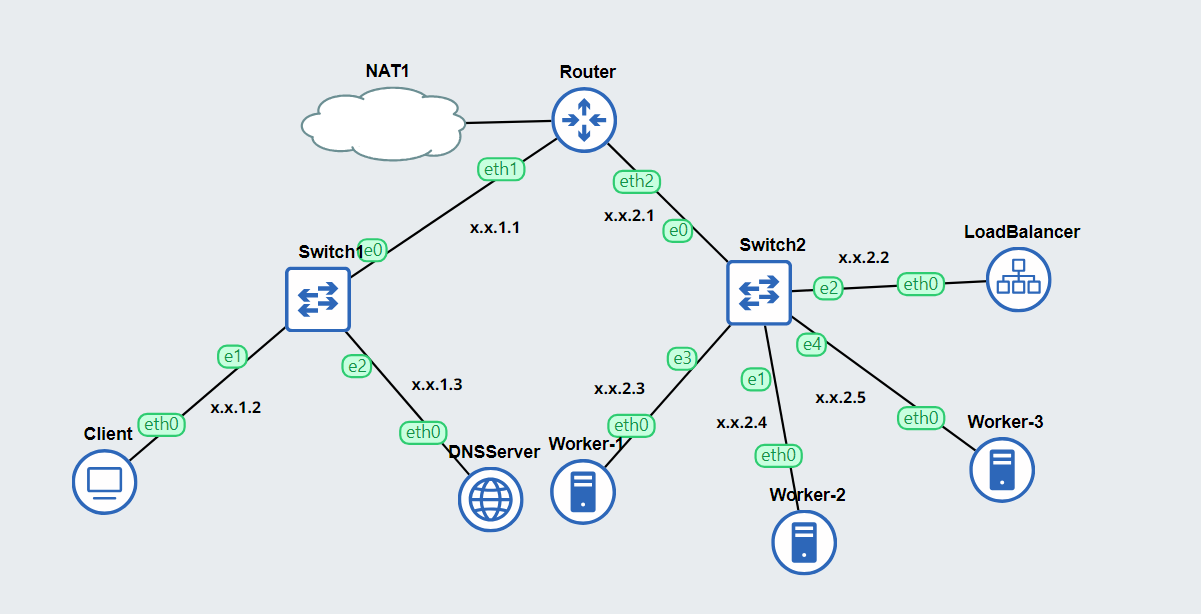 NAT1
Router
eth1
eth2
x.x.1.1
x.x.2.1
e0
Switch1
e0
Switch2
LoadBalancer
x.x.2.2
e2
eth0
e1
e2
e3
e4
e1
x.x.1.2
x.x.1.3
x.x.2.3
x.x.2.4
x.x.2.5
Client
eth0
eth0
DNSServer
Worker-1
eth0
eth0
eth0
Worker-3
Worker-2